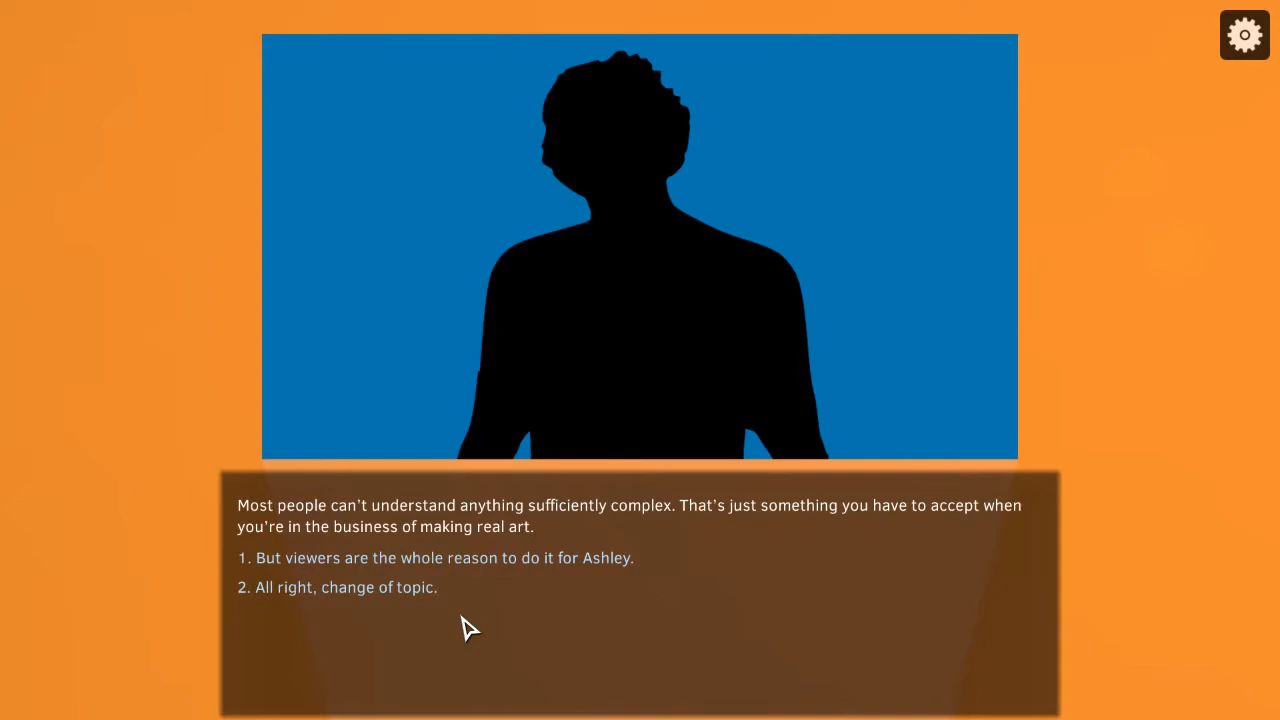 Most people can’t understand anything sufficiently complex. That’s just something you have to accept when
you’re in the business of making real art.
1. But viewers are the whole reason to do it for Ashley.
2. All right, change of topic.